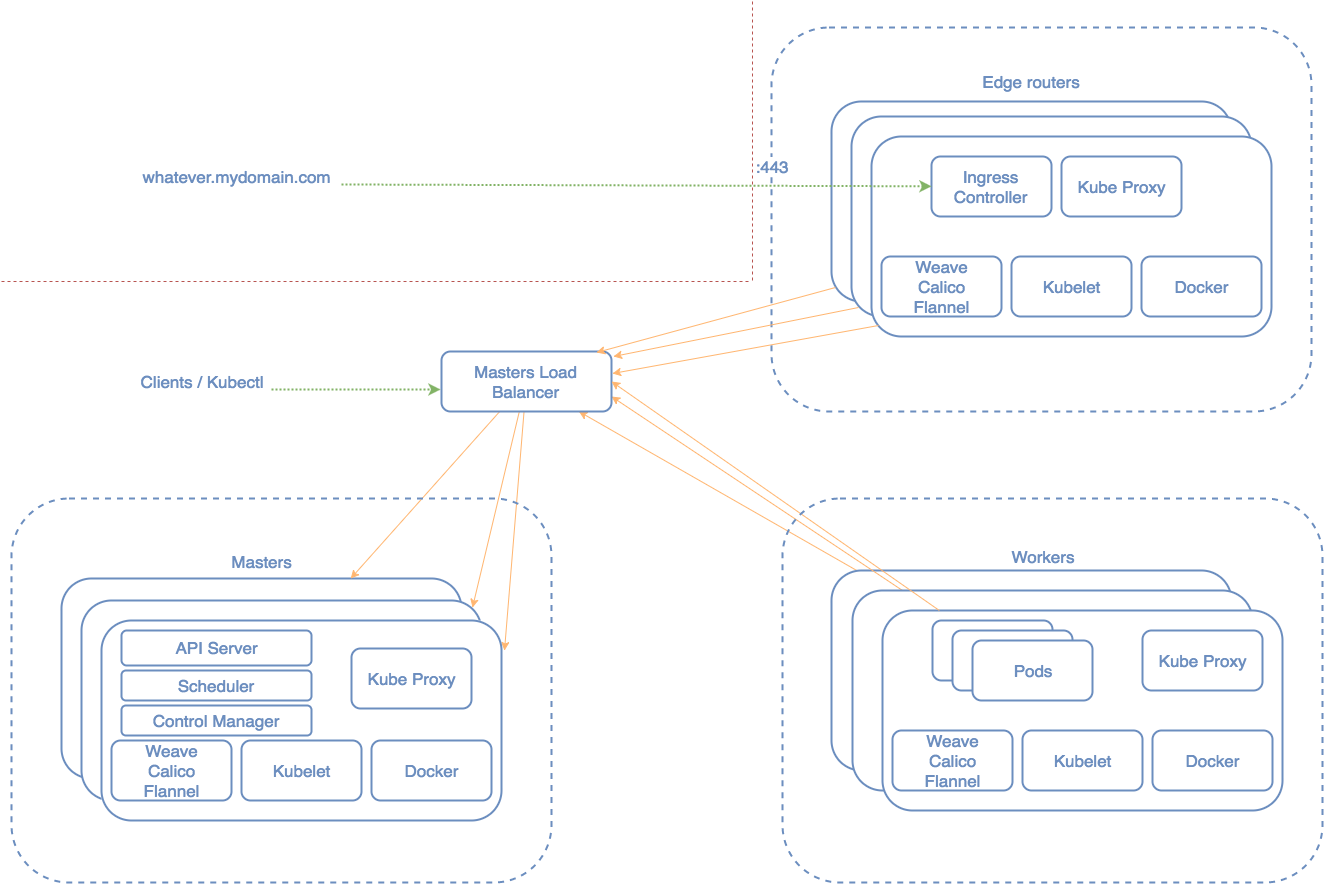 Edge routers
:443
whatever.mydomain.com
Ingress
Controller
Kube Proxy
Weave
Calico
Flannel
Kubelet
Docker
Clients / Kubectl
Masters Load
Balancer
Masters
API Server
Scheduler
Control Manager
Kube Proxy
Weave
Calico
Flannel
Kubelet
Docker
Workers
Pods
Kube Proxy
Weave
Calico
Flannel
Kubelet
Docker